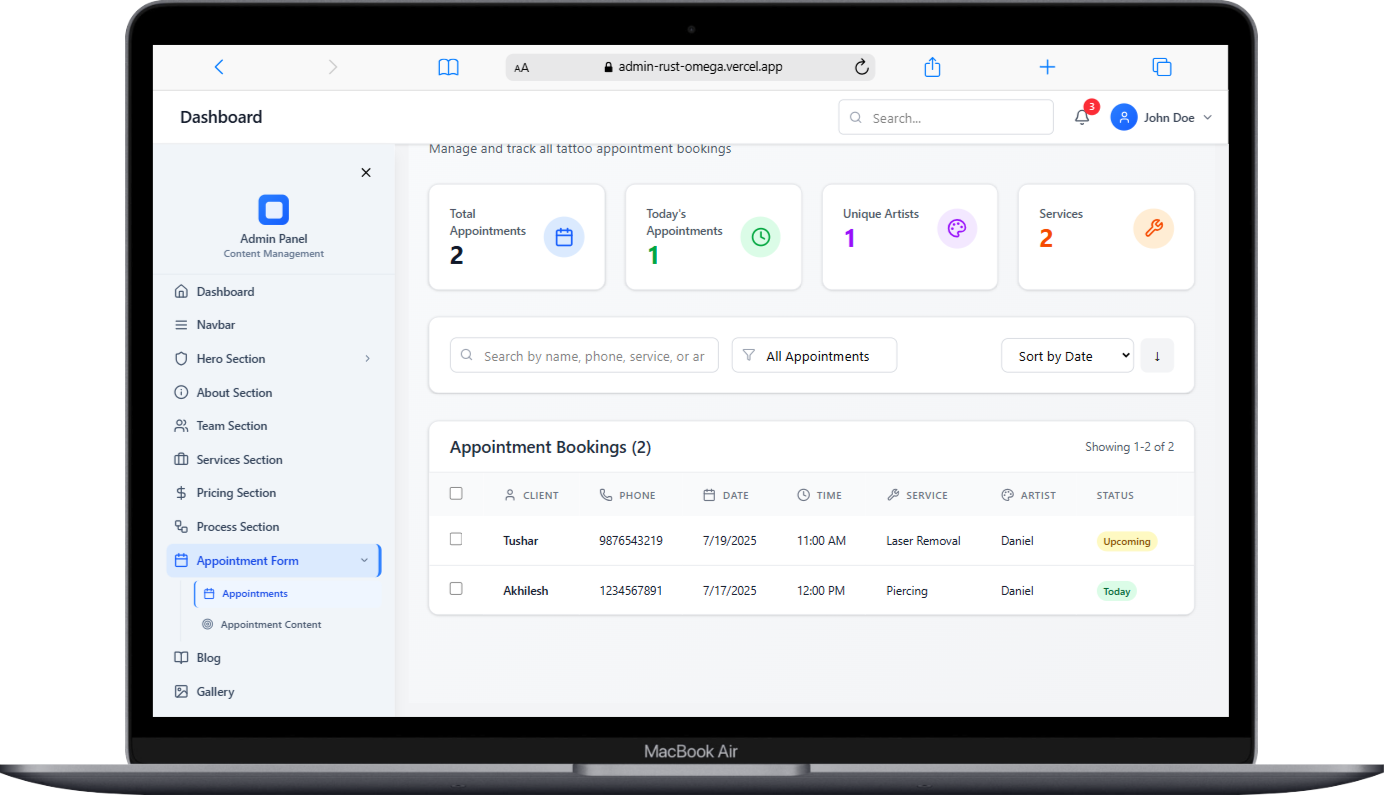 AA admin-rust-omega.vercel.app
Dashboard
Search...
3
John Doe
Admin Panel
Content Management
Dashboard
Navbar
Hero Section
About Section
Team Section
Services Section
Pricing Section
Process Section
Appointment Form
Appointments
Appointment Content
Blog
Gallery
Manage and track all tattoo appointment bookings
Total
Appointments
2
Today's
Appointments
1
Unique Artists
1
Services
2
Search by name, phone, service, or ar
All Appointments
Sort by Date
↓
Appointment Bookings (2)
Showing 1-2 of 2
CLIENT PHONE DATE TIME SERVICE ARTIST STATUS
Tushar 9876543219 7/19/2025 11:00 AM Laser Removal Daniel Upcoming
Akhilesh 1234567891 7/17/2025 12:00 PM Piercing Daniel Today
MacBook Air